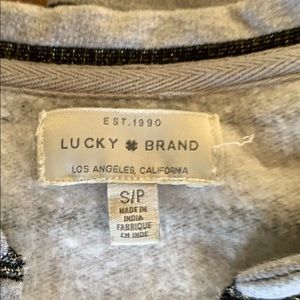 EST. 1990
LUCKY BRAND
LOS ANGELES, CALIFORNIA
S/P
MADE IN
INDIA
FABRIQUE
EN INDE